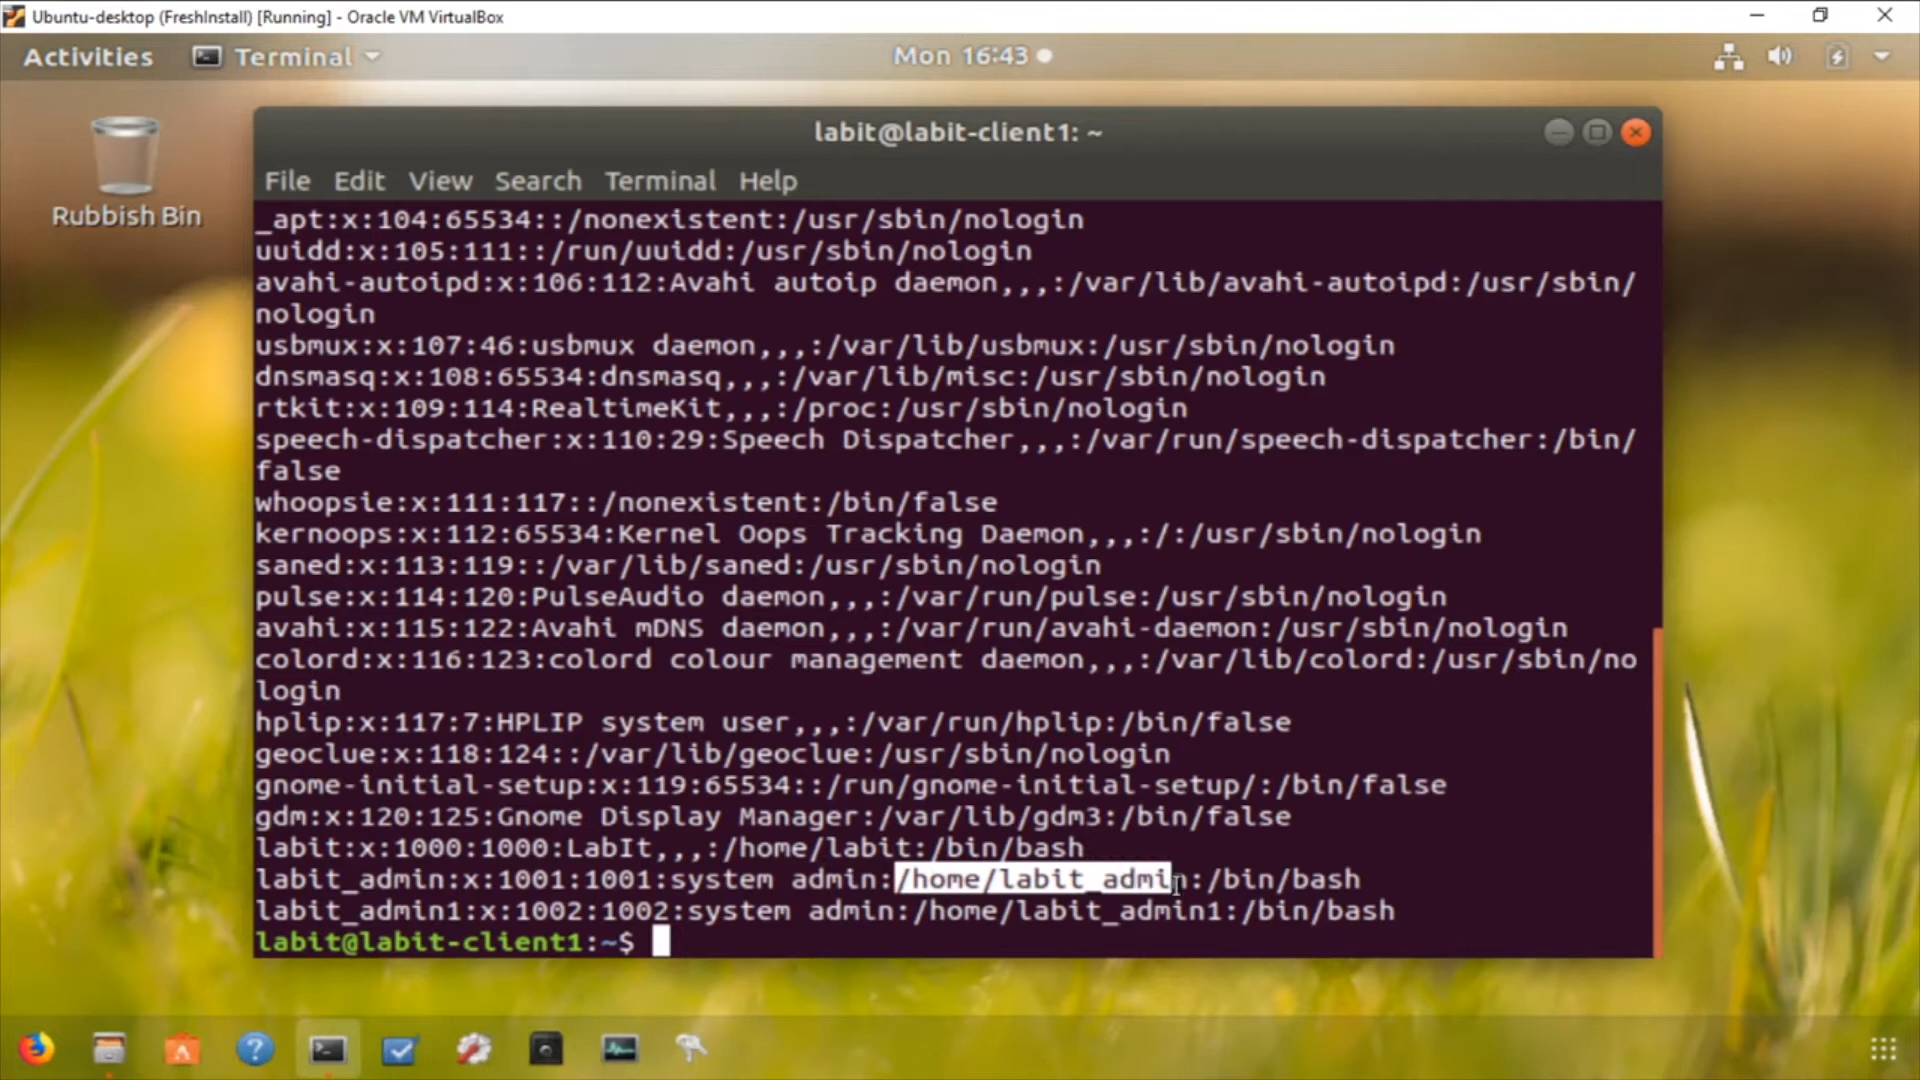 Ubuntu-desktop (FreshInstall) [Running] - Oracle VM VirtualBox
Activities Terminal Mon 16:43
Rubbish Bin
labit@labit-client1: ~
File Edit View Search Terminal Help
_apt:x:104:65534::/nonexistent:/usr/sbin/nologin
uuidd:x:105:111::/run/uuidd:/usr/sbin/nologin
avahi-autoipd:x:106:112:Avahi autoip daemon,,,:/var/lib/avahi-autoipd:/usr/sbin/
nologin
usbmux:x:107:46:usbmux daemon,,,:/var/lib/usbmux:/usr/sbin/nologin
dnsmasq:x:108:65534:dnsmasq,,,:/var/lib/misc:/usr/sbin/nologin
rtkit:x:109:114:RealtimeKit,,,:/proc:/usr/sbin/nologin
speech-dispatcher:x:110:29:Speech Dispatcher,,,:/var/run/speech-dispatcher:/bin/
false
whoopsie:x:111:117::/nonexistent:/bin/false
kernoops:x:112:65534:Kernel Oops Tracking Daemon,,,:/:/usr/sbin/nologin
saned:x:113:119::/var/lib/saned:/usr/sbin/nologin
pulse:x:114:120:PulseAudio daemon,,,:/var/run/pulse:/usr/sbin/nologin
avahi:x:115:122:Avahi mDNS daemon,,,:/var/run/avahi-daemon:/usr/sbin/nologin
colord:x:116:123:colord colour management daemon,,,:/var/lib/colord:/usr/sbin/no
login
hplip:x:117:7:HPLIP system user,,,:/var/run/hplip:/bin/false
geoclue:x:118:124::/var/lib/geoclue:/usr/sbin/nologin
gnome-initial-setup:x:119:65534::/run/gnome-initial-setup/:/bin/false
gdm:x:120:125:Gnome Display Manager:/var/lib/gdm3:/bin/false
labit:x:1000:1000:LabIt,,,:/home/labit:/bin/bash
labit_admin:x:1001:1001:system admin:/home/labit_admin:/bin/bash
labit_admin1:x:1002:1002:system admin:/home/labit_admin1:/bin/bash
labit@labit-client1:~$